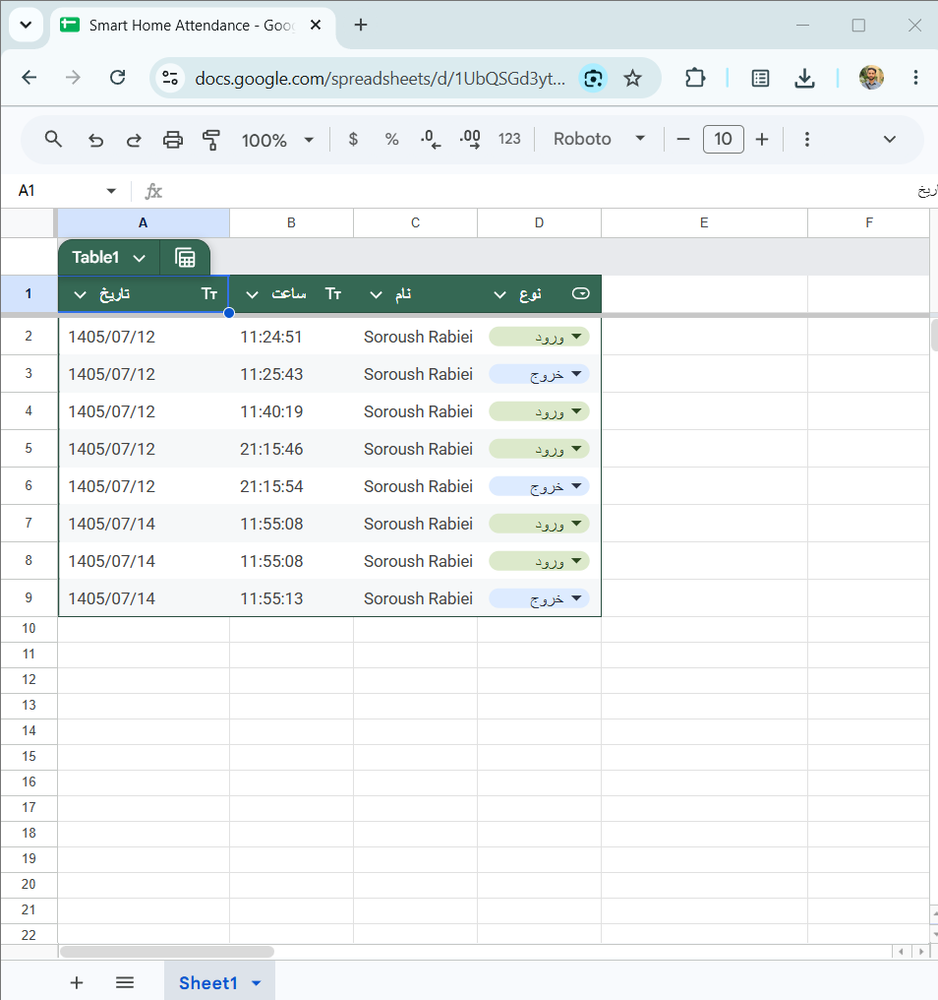 Smart Home Attendance - Goo
docs.google.com/spreadsheets/d/1UbQSGd3yt...
100% $ % .0 .00 123 Roboto 10
A1 fx
A B C D E F
Table1
1 تاریخ Tт ساعت Tт نام نوع
2 1405/07/12 11:24:51 Soroush Rabiei ورود
3 1405/07/12 11:25:43 Soroush Rabiei خروج
4 1405/07/12 11:40:19 Soroush Rabiei ورود
5 1405/07/12 21:15:46 Soroush Rabiei ورود
6 1405/07/12 21:15:54 Soroush Rabiei خروج
7 1405/07/14 11:55:08 Soroush Rabiei ورود
8 1405/07/14 11:55:08 Soroush Rabiei ورود
9 1405/07/14 11:55:13 Soroush Rabiei خروج
10
11
12
13
14
15
16
17
18
19
20
21
22
Sheet1